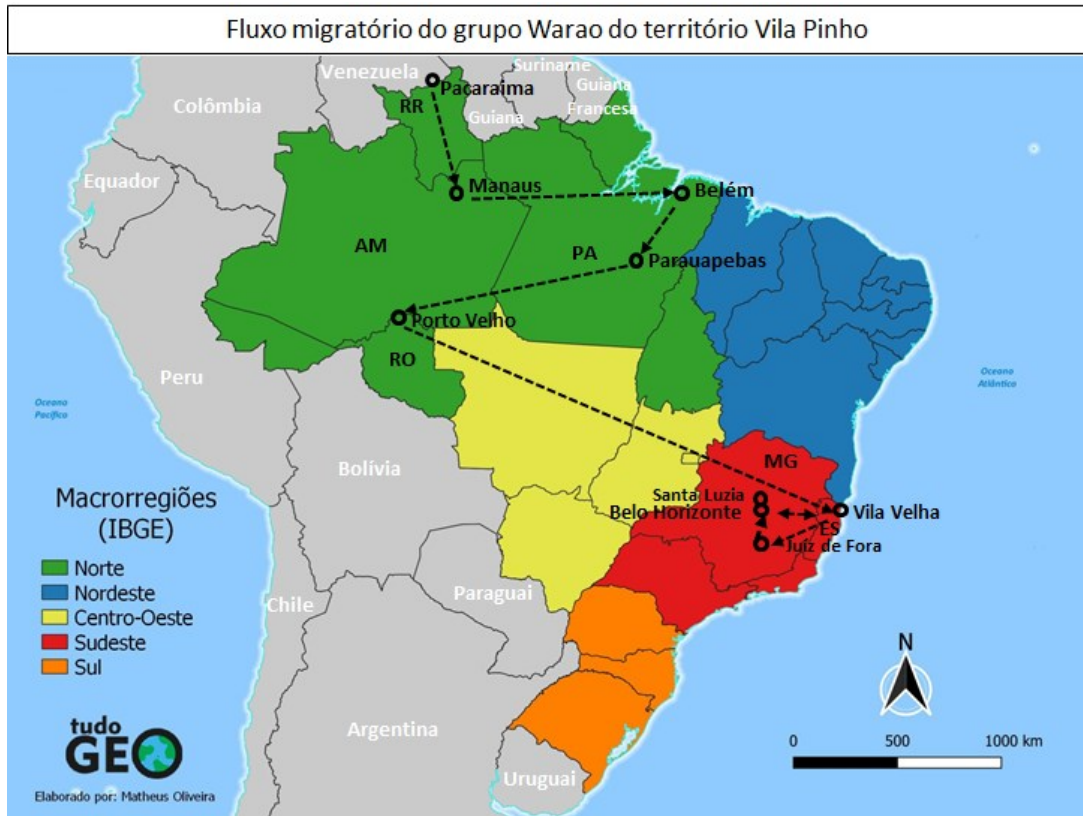 Fluxo migratório do grupo Warao do território Vila Pinho
Suriname
Venezuela
Guiana
Francesa
Pacaraima
Colômbia
RR
Guiana
Equador
Manaus
Belém
AM
PA
Parauapebas
Porto Velho
RO
Peru
Oceano
Pacífico
Oceano
Atlântico
Bolívia
MG
Santa Luzia
Belo Horizonte
Vila Velha
ES
Juíz de Fora
Macrorregiões
(IBGE)
Norte
Nordeste
Centro-Oeste
Sudeste
Sul
Paraguai
Chile
Argentina
Uruguai
N
0 500 1000 km
tudo
GEO
Elaborado por: Matheus Oliveira